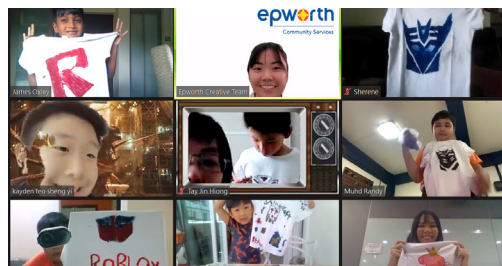 epworth
Community Services
R
James Oxley
Epworth Creative Team
Sherene
kayden teo sheng yi
Tay Jin Hiong
Muhd Randy
ROBLOX